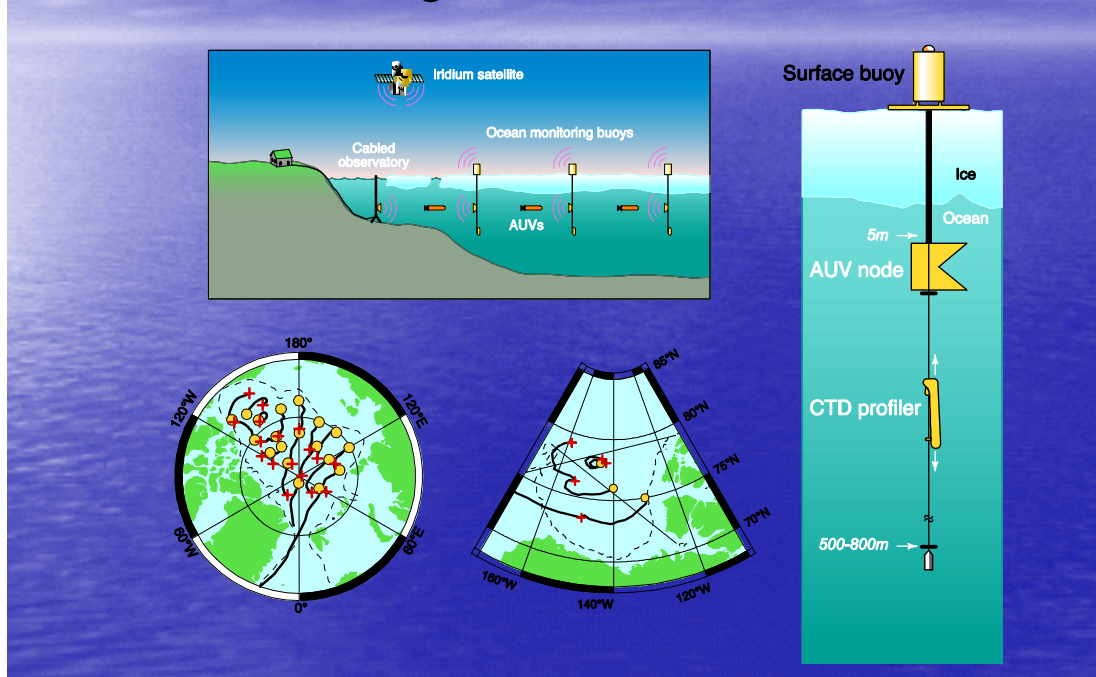 Iridium satellite
Ocean monitoring buoys
Cabled
observatory
AUVs
Surface buoy
Ice
Ocean
5m
AUV node
CTD profiler
500-800m
180°
120°W
120°E
60°W
60°E
0°
85°N
80°N
75°N
70°N
160°W
140°W
120°W